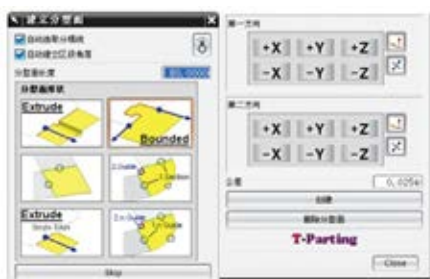 建立分型面
自动选取分模线
自动建立区段角度
分型面长度
分型面形状
Extrude
Bounded
Extrude
Skip
第一方向
+X +Y +Z
-X -Y -Z
第二方向
+X +Y +Z
-X -Y -Z
公差
0.0254
创建
删除分型面
T-Parting
Close